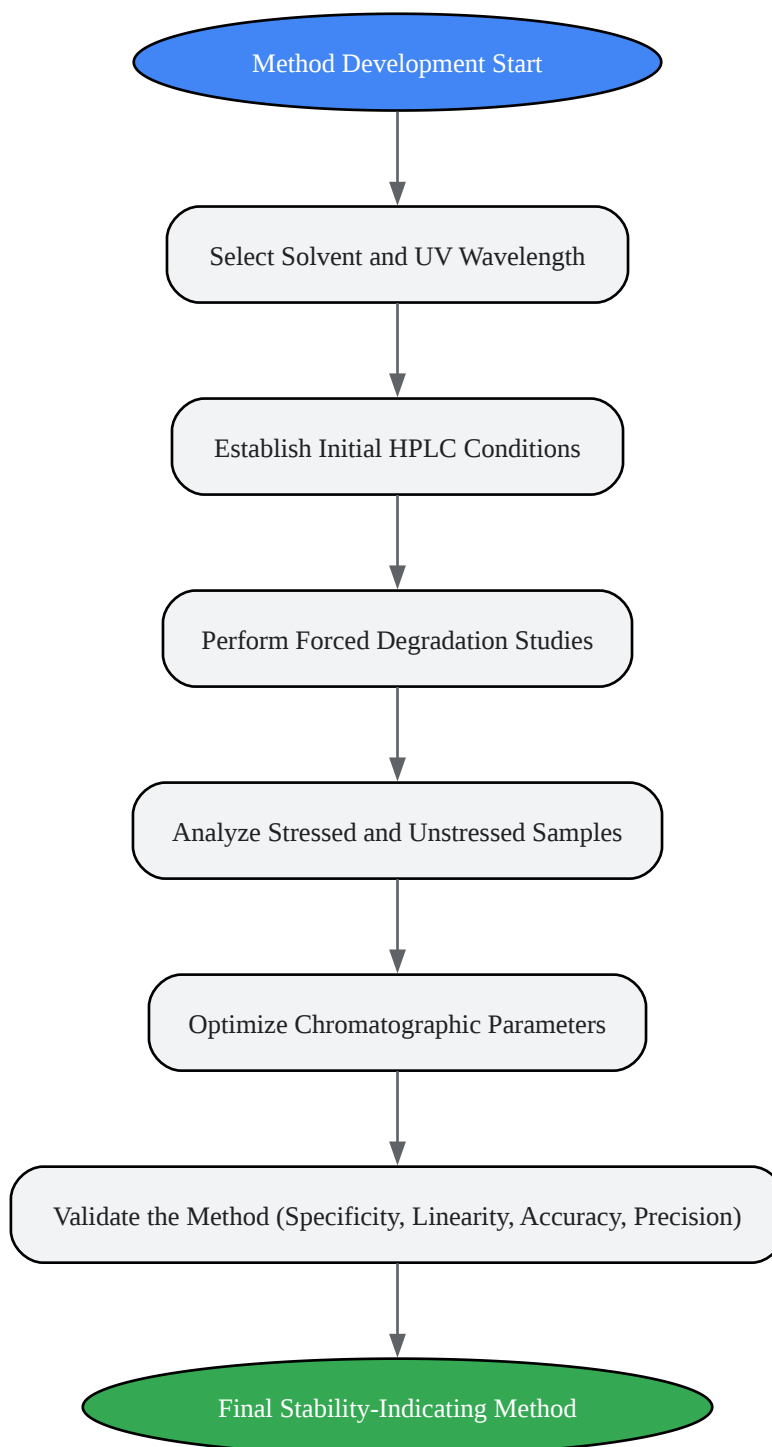 Method Development Start
Select Solvent and UV Wavelength
Establish Initial HPLC Conditions
Perform Forced Degradation Studies
Analyze Stressed and Unstressed Samples
Optimize Chromatographic Parameters
Validate the Method (Specificity, Linearity, Accuracy, Precision)
Final Stability-Indicating Method